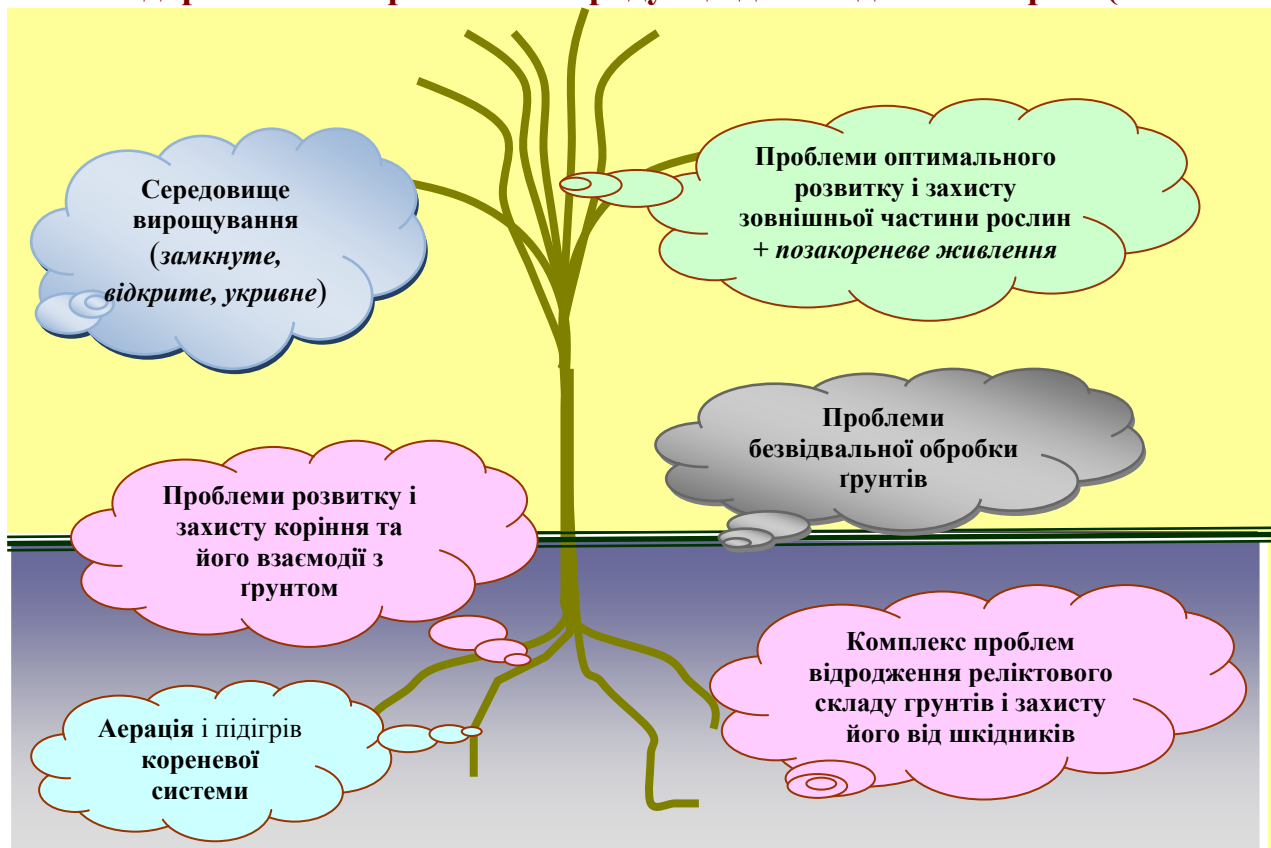 Середовище
вирощування
(замкнуте,
відкрите, укривне)
Проблеми оптимального
розвитку і захисту
зовнішньої частини рослин
+ позакореневе живлення
Проблеми
безвідвальної обробки
ґрунтів
Проблеми розвитку і
захисту коріння та
його взаємодії з
ґрунтом
Комплекс проблем
відродження реліктового
складу грунтів і захисту
його від шкідників
Аерація і підігрів
кореневої
системи